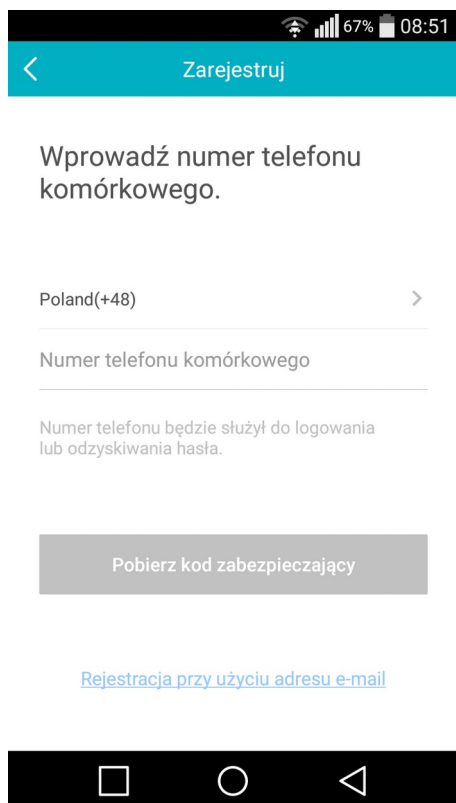 67% 08:51
Zarejestruj
Wprowadź numer telefonu
komórkowego.
Poland(+48)
Numer telefonu komórkowego
Numer telefonu będzie służył do logowania
lub odzyskiwania hasła.
Pobierz kod zabezpieczający
Rejestracja przy użyciu adresu e-mail